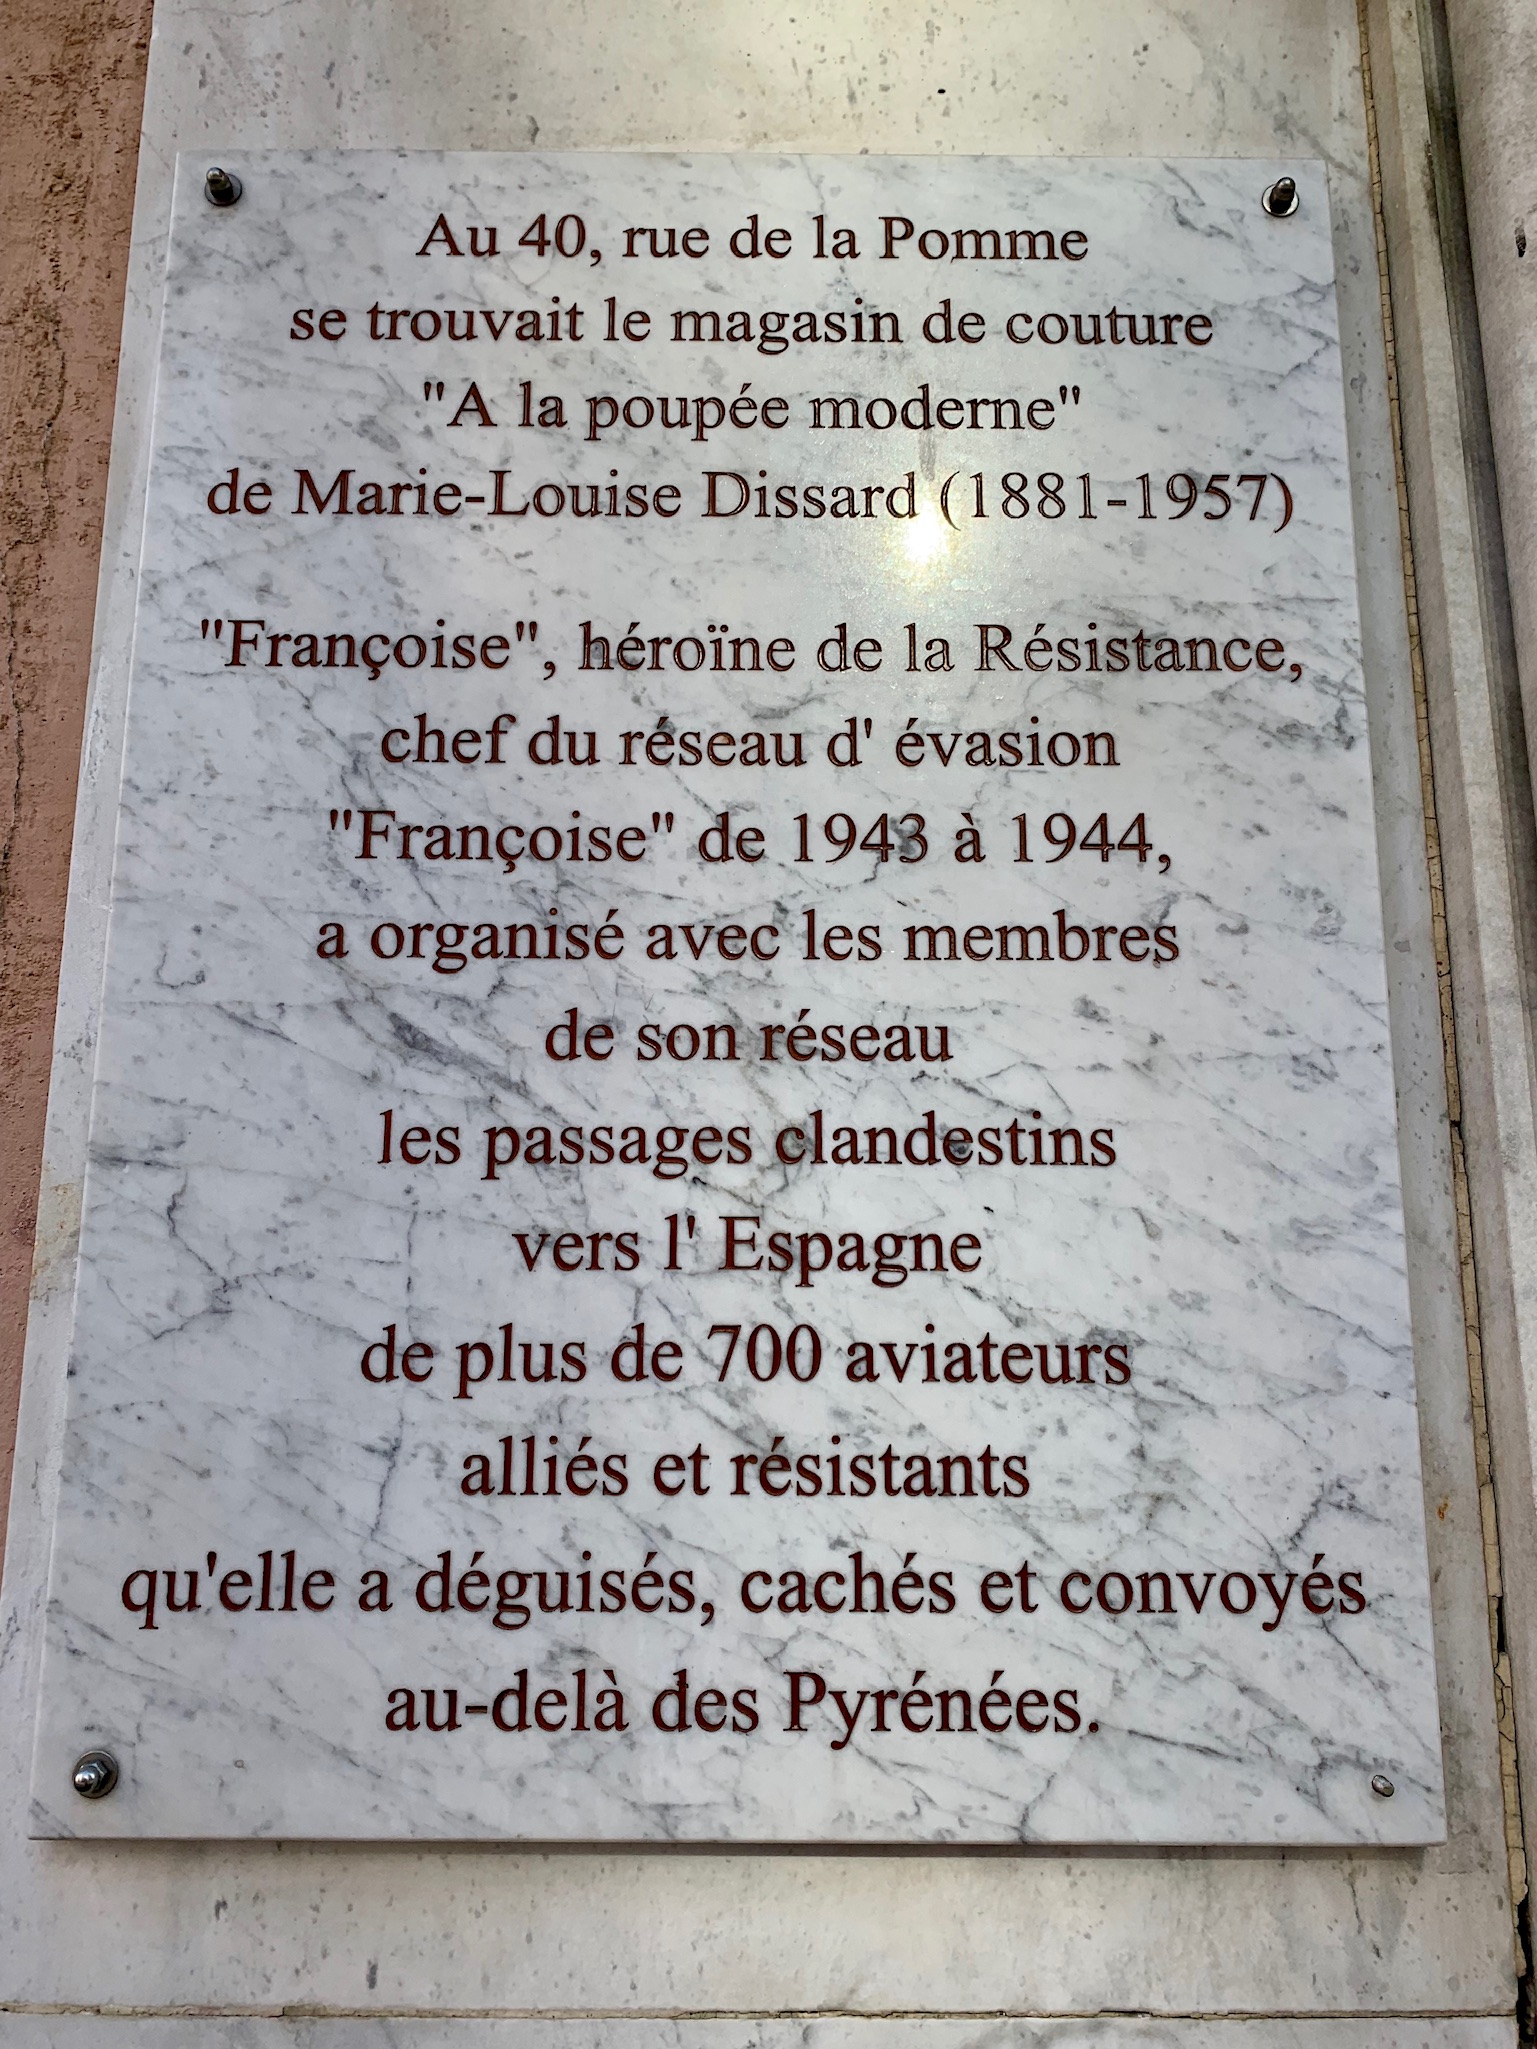 Au 40, rue de la Pomme
se trouvait le magasin de couture
"A la poupée moderne"
de Marie-Louise Dissard (1881-1957)
"Françoise", héroïne de la Résistance,
chef du réseau d' évasion
"Françoise" de 1943 à 1944,
a organisé avec les membres
de son réseau
les passages clandestins
vers l' Espagne
de plus de 700 aviateurs
alliés et résistants
qu'elle a déguisés, cachés et convoyés
au-delà des Pyrénées.